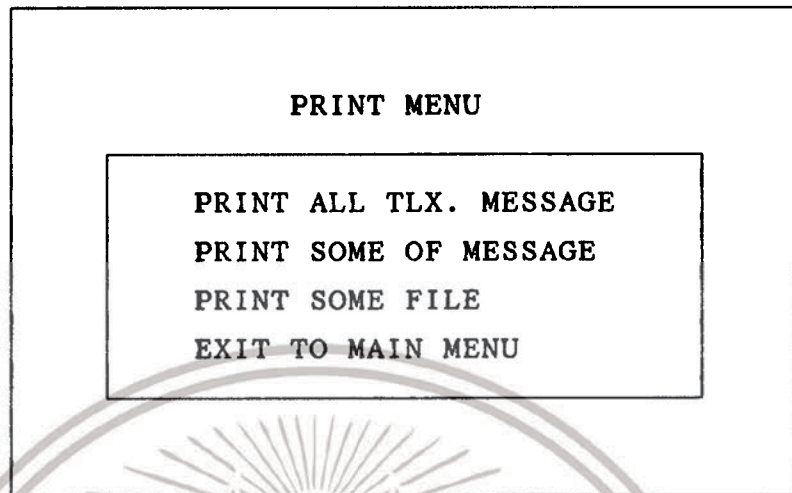 PRINT MENU
PRINT ALL TLX. MESSAGE
PRINT SOME OF MESSAGE
PRINT SOME FILE
EXIT TO MAIN MENU